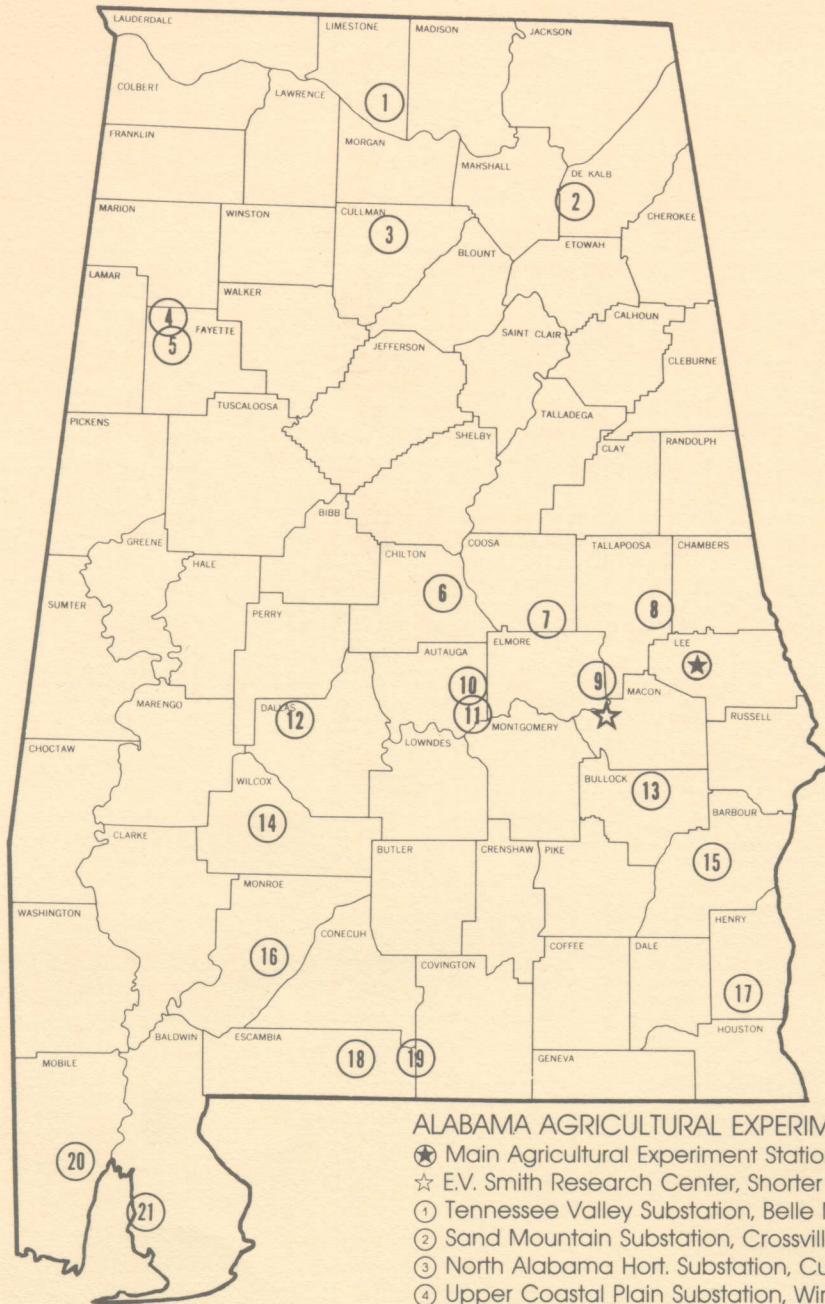 LAUDERDALE
LIMESTONE
MADISON
JACKSON
COLBERT
LAWRENCE
1
FRANKLIN
MORGAN
MARSHALL
DE KALB
2
MARION
WINSTON
CULLMAN
3
CHEROKEE
BLOUNT
ETOWAH
LAMAR
WALKER
4
FAYETTE
5
CALHOUN
SAINT CLAIR
JEFFERSON
CLEBURNE
TUSCALOOSA
PICKENS
TALLADEGA
SHELBY
CLAY
RANDOLPH
BIBB
GREENE
HALE
CHILTON
COOSA
TALLAPOOSA
CHAMBERS
SUMTER
PERRY
6
7
8
AUTAUGA
ELMORE
LEE
10
9
MACON
MARENGO
DALLAS
12
11
MONTGOMERY
RUSSELL
CHOCTAW
LOWNDES
WILCOX
BULLOCK
13
14
BARBOUR
CLARKE
BUTLER
CRENSHAW
PIKE
15
MONROE
WASHINGTON
CONECUH
HENRY
16
COVINGTON
COFFEE
DALE
17
HOUSTON
BALDWIN
ESCAMBIA
MOBILE
18
19
GENEVA
20
21
ALABAMA AGRICULTURAL EXPERIM
Main Agricultural Experiment Statio
E.V. Smith Research Center, Shorter
1 Tennessee Valley Substation, Belle
2 Sand Mountain Substation, Crossvill
3 North Alabama Hort. Substation, Cu
4 Upper Coastal Plain Substation, Win